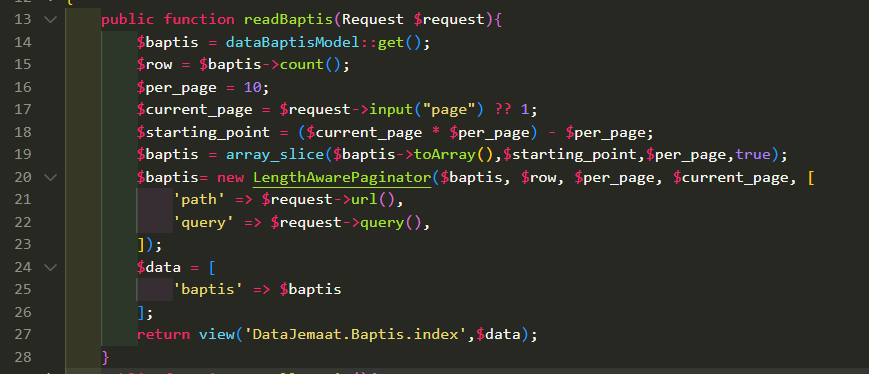 13 public function readBaptis(Request $request){
14 $baptis = dataBaptisModel::get();
15 $row = $baptis->count();
16 $per_page = 10;
17 $current_page = $request->input("page") ?? 1;
18 $starting_point = ($current_page * $per_page) - $per_page;
19 $baptis = array_slice($baptis->toArray(),$starting_point,$per_page,true);
20 $baptis= new LengthAwarePaginator($baptis, $row, $per_page, $current_page, [
21 'path' => $request->url(),
22 'query' => $request->query(),
23 ]);
24 $data = [
25 'baptis' => $baptis
26 ];
27 return view('DataJemaat.Baptis.index',$data);
28 }